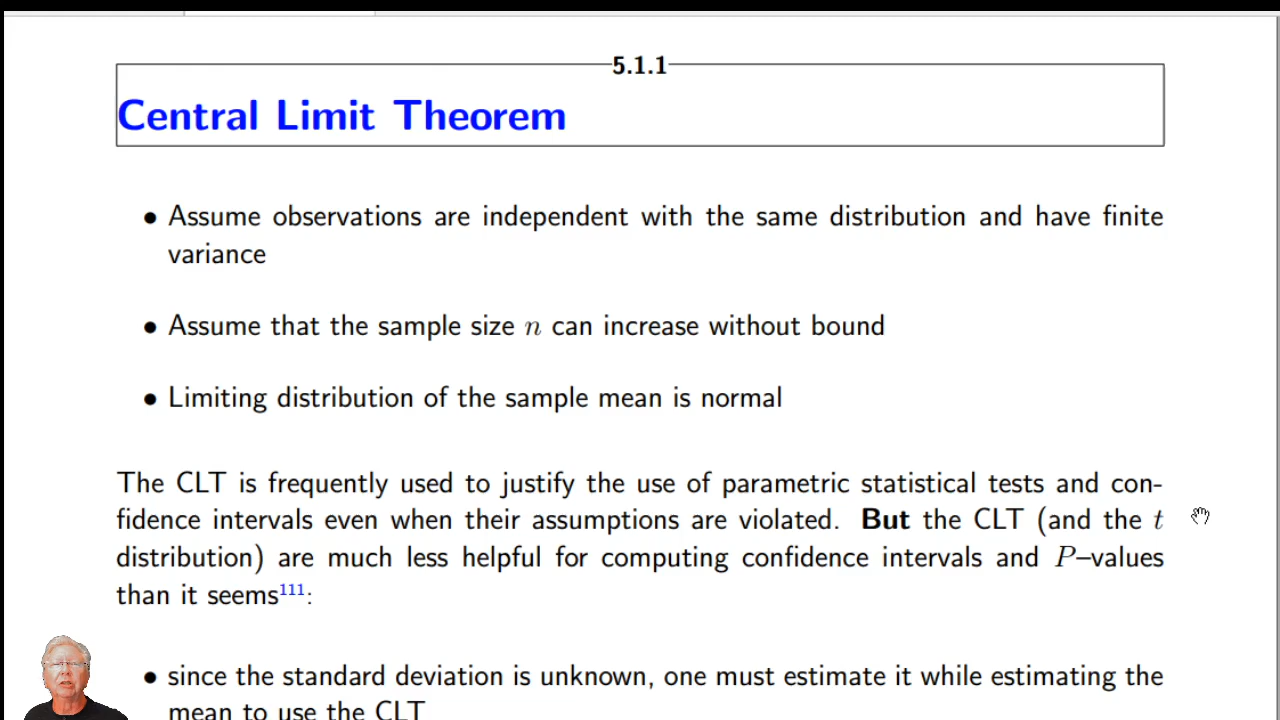 5.1.1
Central Limit Theorem
• Assume observations are independent with the same distribution and have finite
variance
• Assume that the sample size n can increase without bound
• Limiting distribution of the sample mean is normal
The CLT is frequently used to justify the use of parametric statistical tests and con-
fidence intervals even when their assumptions are violated. But the CLT (and the t
distribution) are much less helpful for computing confidence intervals and P–values
than it seems111:
• since the standard deviation is unknown, one must estimate it while estimating the
mean to use the CLT